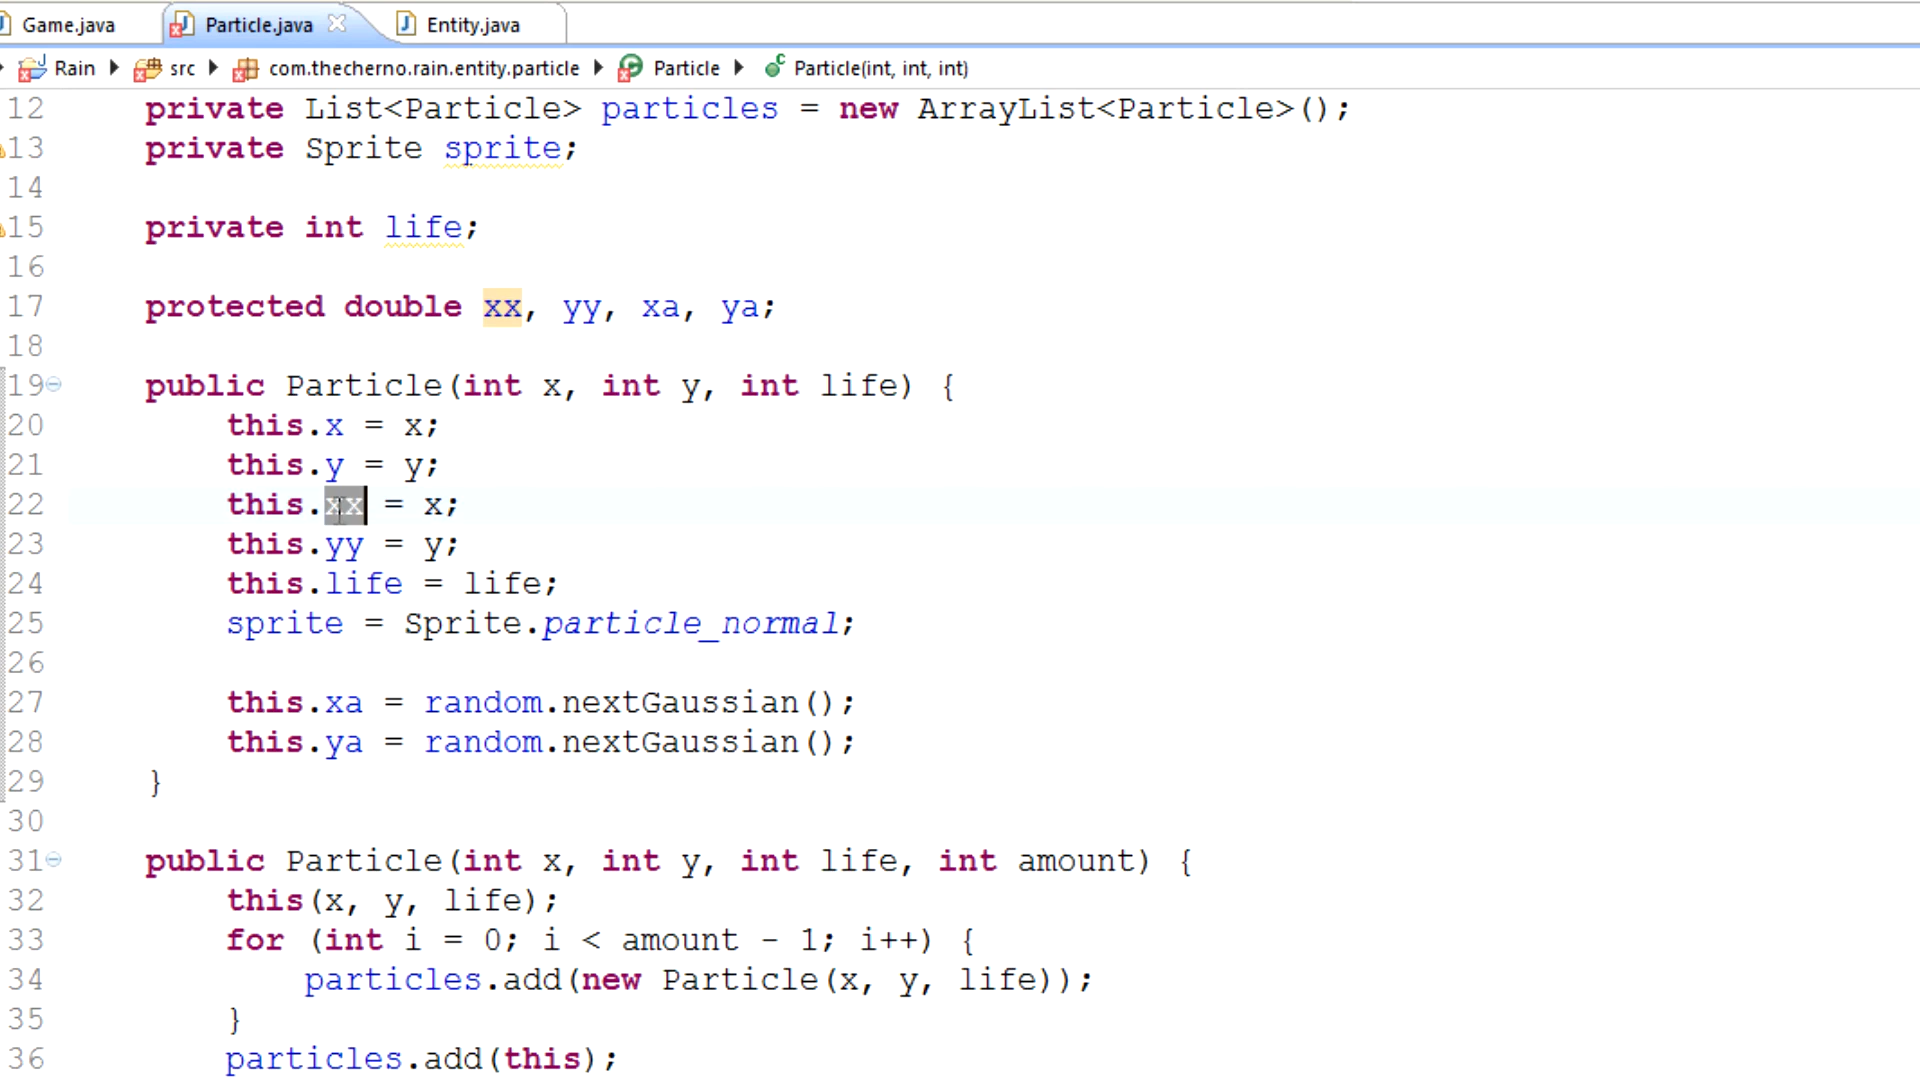 Game.java Particle.java Entity.java
Rain src com.thecherno.rain.entity.particle Particle Particle(int, int, int)
12 private List<Particle> particles = new ArrayList<Particle>();
13 private Sprite sprite;
14
15 private int life;
16
17 protected double xx, yy, xa, ya;
18
19 public Particle(int x, int y, int life) {
20 this.x = x;
21 this.y = y;
22 this.xx = x;
23 this.yy = y;
24 this.life = life;
25 sprite = Sprite.particle_normal;
26
27 this.xa = random.nextGaussian();
28 this.ya = random.nextGaussian();
29 }
30
31 public Particle(int x, int y, int life, int amount) {
32 this(x, y, life);
33 for (int i = 0; i < amount - 1; i++) {
34 particles.add(new Particle(x, y, life));
35 }
36 particles.add(this);